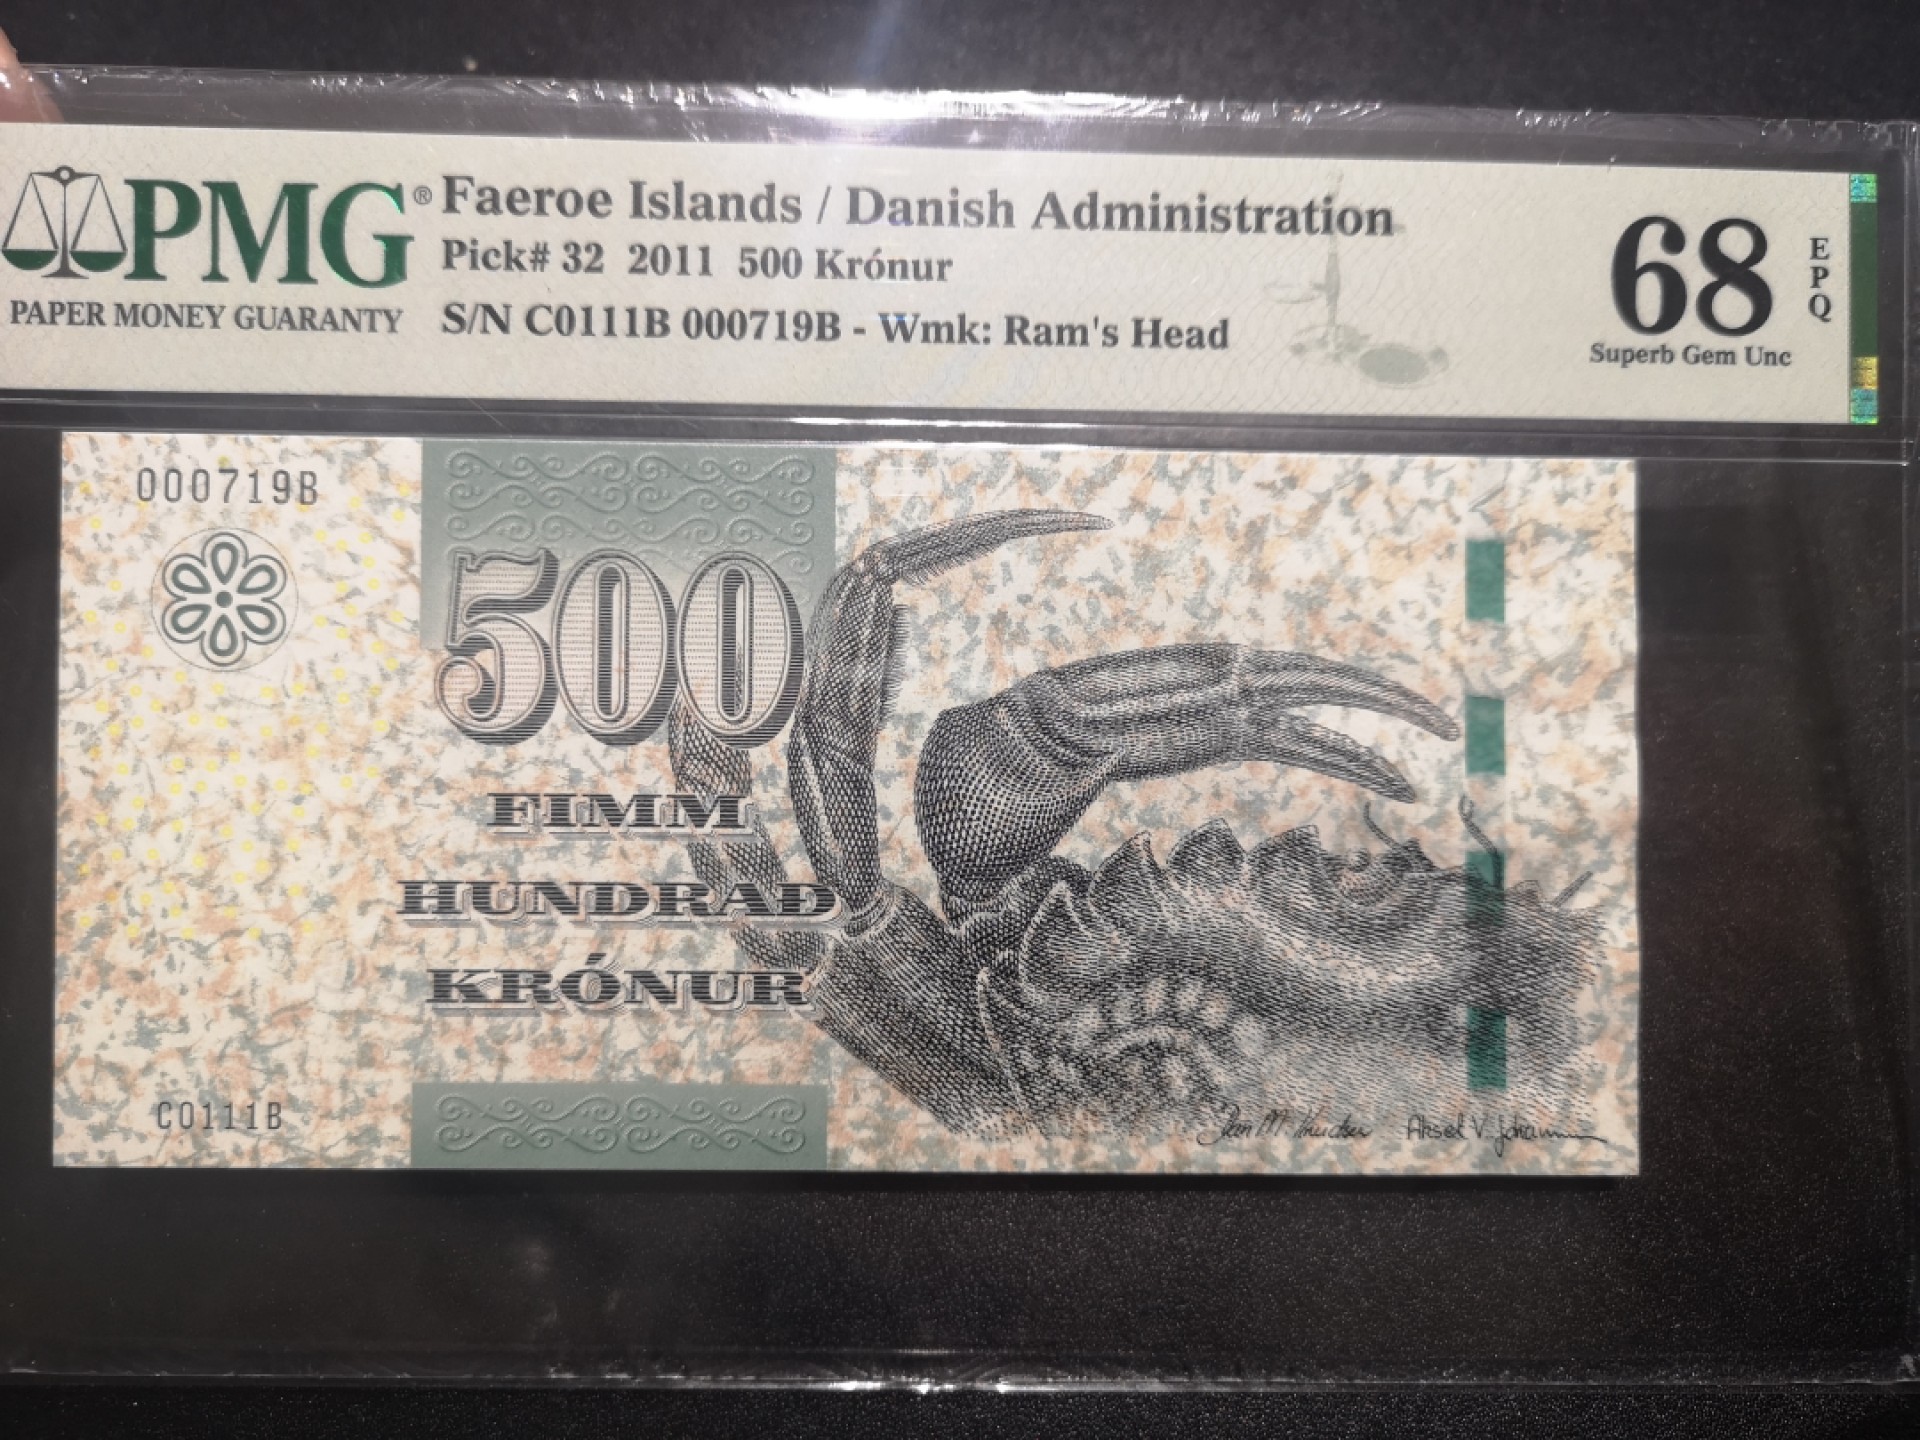 PMG®
PAPER MONEY GUARANTY
Faeroe Islands / Danish Administration
Pick# 32 2011 500 Krónur
S/N C0111B 000719B - Wmk: Ram's Head
68
EPQ
Superb Gem Unc
000719B
500
FIMM
HUNDRAÐ
KRÓNUR
C0111B